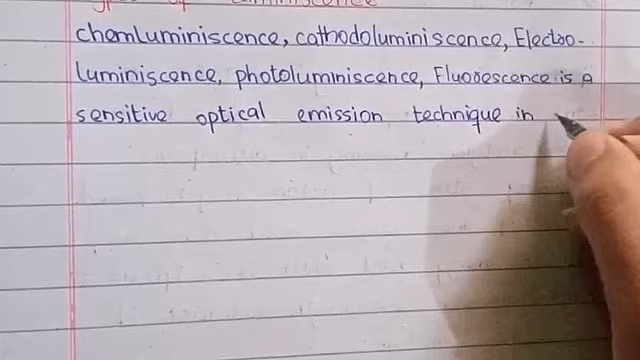 chemluminiscence, cathodoluminiscence, Electro-
luminiscence, photoluminiscence, Fluorescence is a
sensitive optical emission technique in